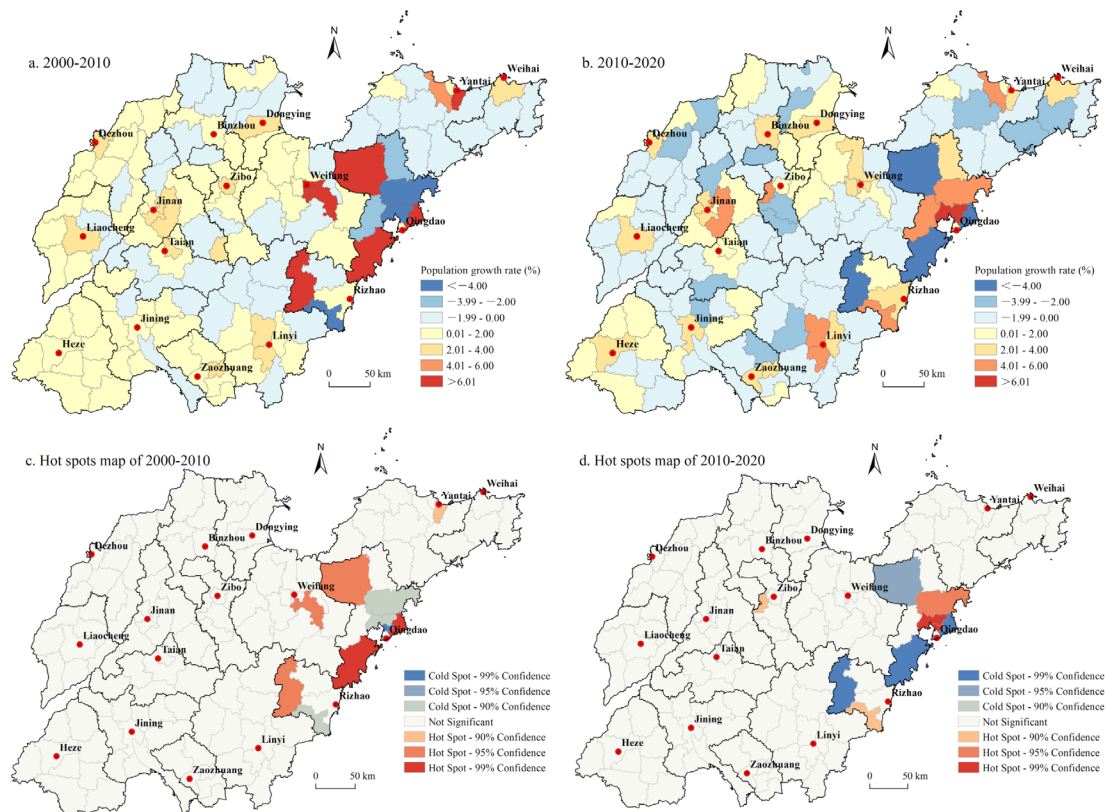 a. 2000-2010
N
Weihai
Yantai
Dongying
Binzhou
Dezhou
Zibo
Weifang
Jinan
Liaocheng
Taian
Qingdao
Rizhao
Jining
Linyi
Heze
Zaozhuang
Population growth rate (%)
<−4.00
−3.99 - −2.00
−1.99 - 0.00
0.01 - 2.00
2.01 - 4.00
4.01 - 6.00
>6.01
0 50 km
b. 2010-2020
N
Weihai
Yantai
Dongying
Binzhou
Dezhou
Zibo
Weifang
Jinan
Liaocheng
Taian
Qingdao
Rizhao
Jining
Linyi
Heze
Zaozhuang
Population growth rate (%)
<−4.00
−3.99 - −2.00
−1.99 - 0.00
0.01 - 2.00
2.01 - 4.00
4.01 - 6.00
>6.01
0 50 km
c. Hot spots map of 2000-2010
N
Weihai
Yantai
Dongying
Binzhou
Dezhou
Zibo
Weifang
Jinan
Liaocheng
Taian
Qingdao
Rizhao
Jining
Linyi
Heze
Zaozhuang
Cold Spot - 99% Confidence
Cold Spot - 95% Confidence
Cold Spot - 90% Confidence
Not Significant
Hot Spot - 90% Confidence
Hot Spot - 95% Confidence
Hot Spot - 99% Confidence
0 50 km
d. Hot spots map of 2010-2020
N
Weihai
Yantai
Dongying
Binzhou
Dezhou
Zibo
Weifang
Jinan
Liaocheng
Taian
Qingdao
Rizhao
Jining
Linyi
Heze
Zaozhuang
Cold Spot - 99% Confidence
Cold Spot - 95% Confidence
Cold Spot - 90% Confidence
Not Significant
Hot Spot - 90% Confidence
Hot Spot - 95% Confidence
Hot Spot - 99% Confidence
0 50 km